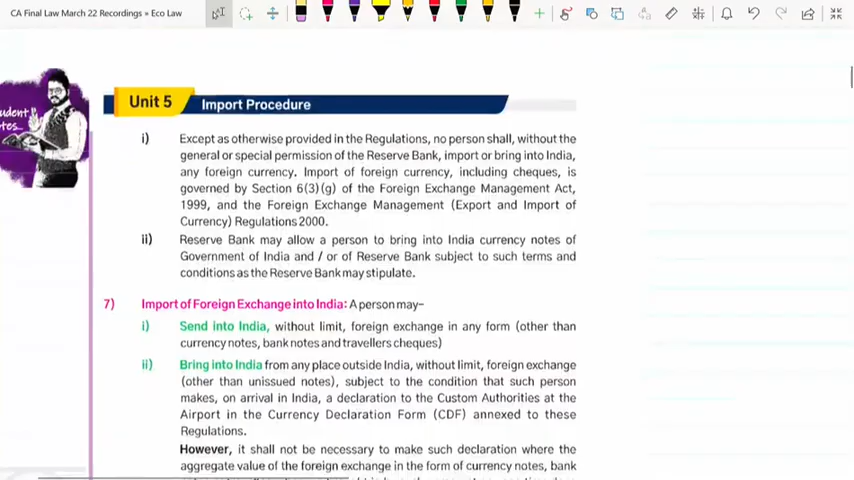 CA Final Law March 22 Recordings » Eco Law
Unit 5
Import Procedure
i) Except as otherwise provided in the Regulations, no person shall, without the
general or special permission of the Reserve Bank, import or bring into India,
any foreign currency. Import of foreign currency, including cheques, is
governed by Section 6(3)(g) of the Foreign Exchange Management Act,
1999, and the Foreign Exchange Management (Export and Import of
Currency) Regulations 2000.
ii) Reserve Bank may allow a person to bring into India currency notes of
Government of India and / or of Reserve Bank subject to such terms and
conditions as the Reserve Bank may stipulate.
7) Import of Foreign Exchange into India: A person may–
i) Send into India, without limit, foreign exchange in any form (other than
currency notes, bank notes and travellers cheques)
ii) Bring into India from any place outside India, without limit, foreign exchange
(other than unissued notes), subject to the condition that such person
makes, on arrival in India, a declaration to the Custom Authorities at the
Airport in the Currency Declaration Form (CDF) annexed to these
Regulations.
However, it shall not be necessary to make such declaration where the
aggregate value of the foreign exchange in the form of currency notes, bank